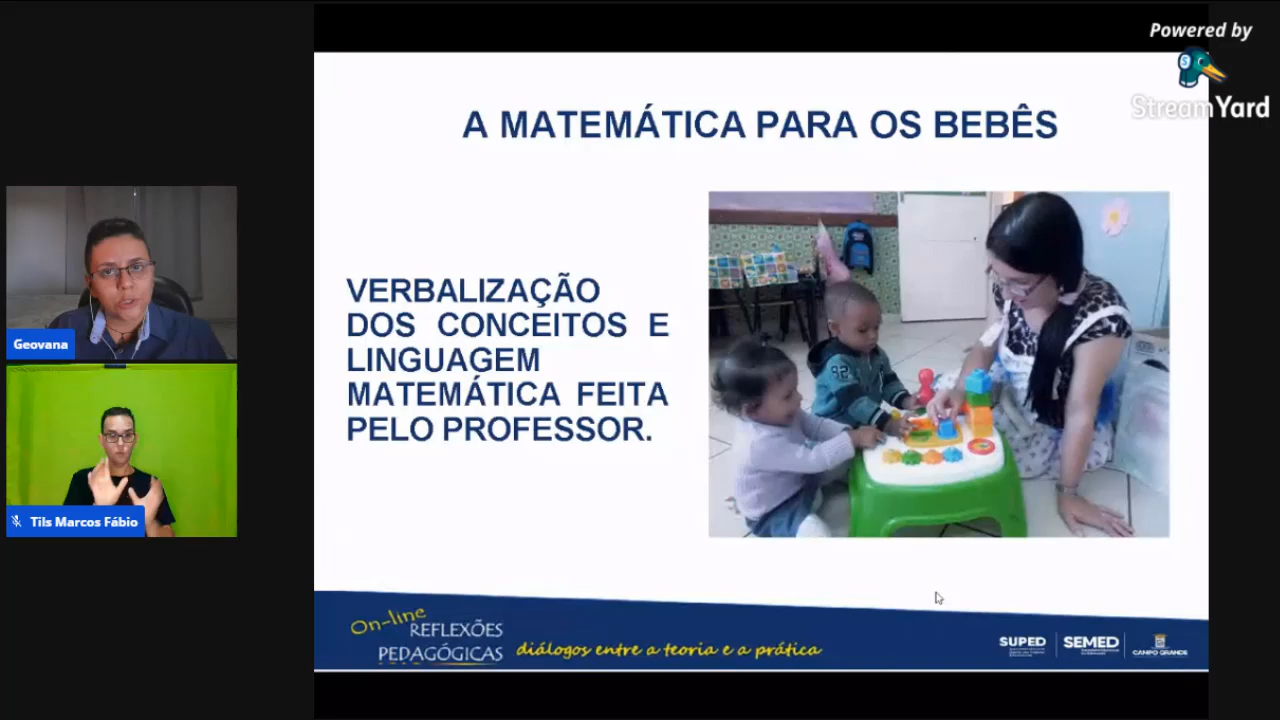 Powered by
StreamYard
A MATEMÁTICA PARA OS BEBÊS
VERBALIZAÇÃO
DOS CONCEITOS E
LINGUAGEM
MATEMÁTICA FEITA
PELO PROFESSOR.
Geovana
Tils Marcos Fábio
On-line
REFLEXÕES
PEDAGÓGICAS
diálogos entre a teoria e a prática
SUPED
SEMED
CAMPO GRANDE